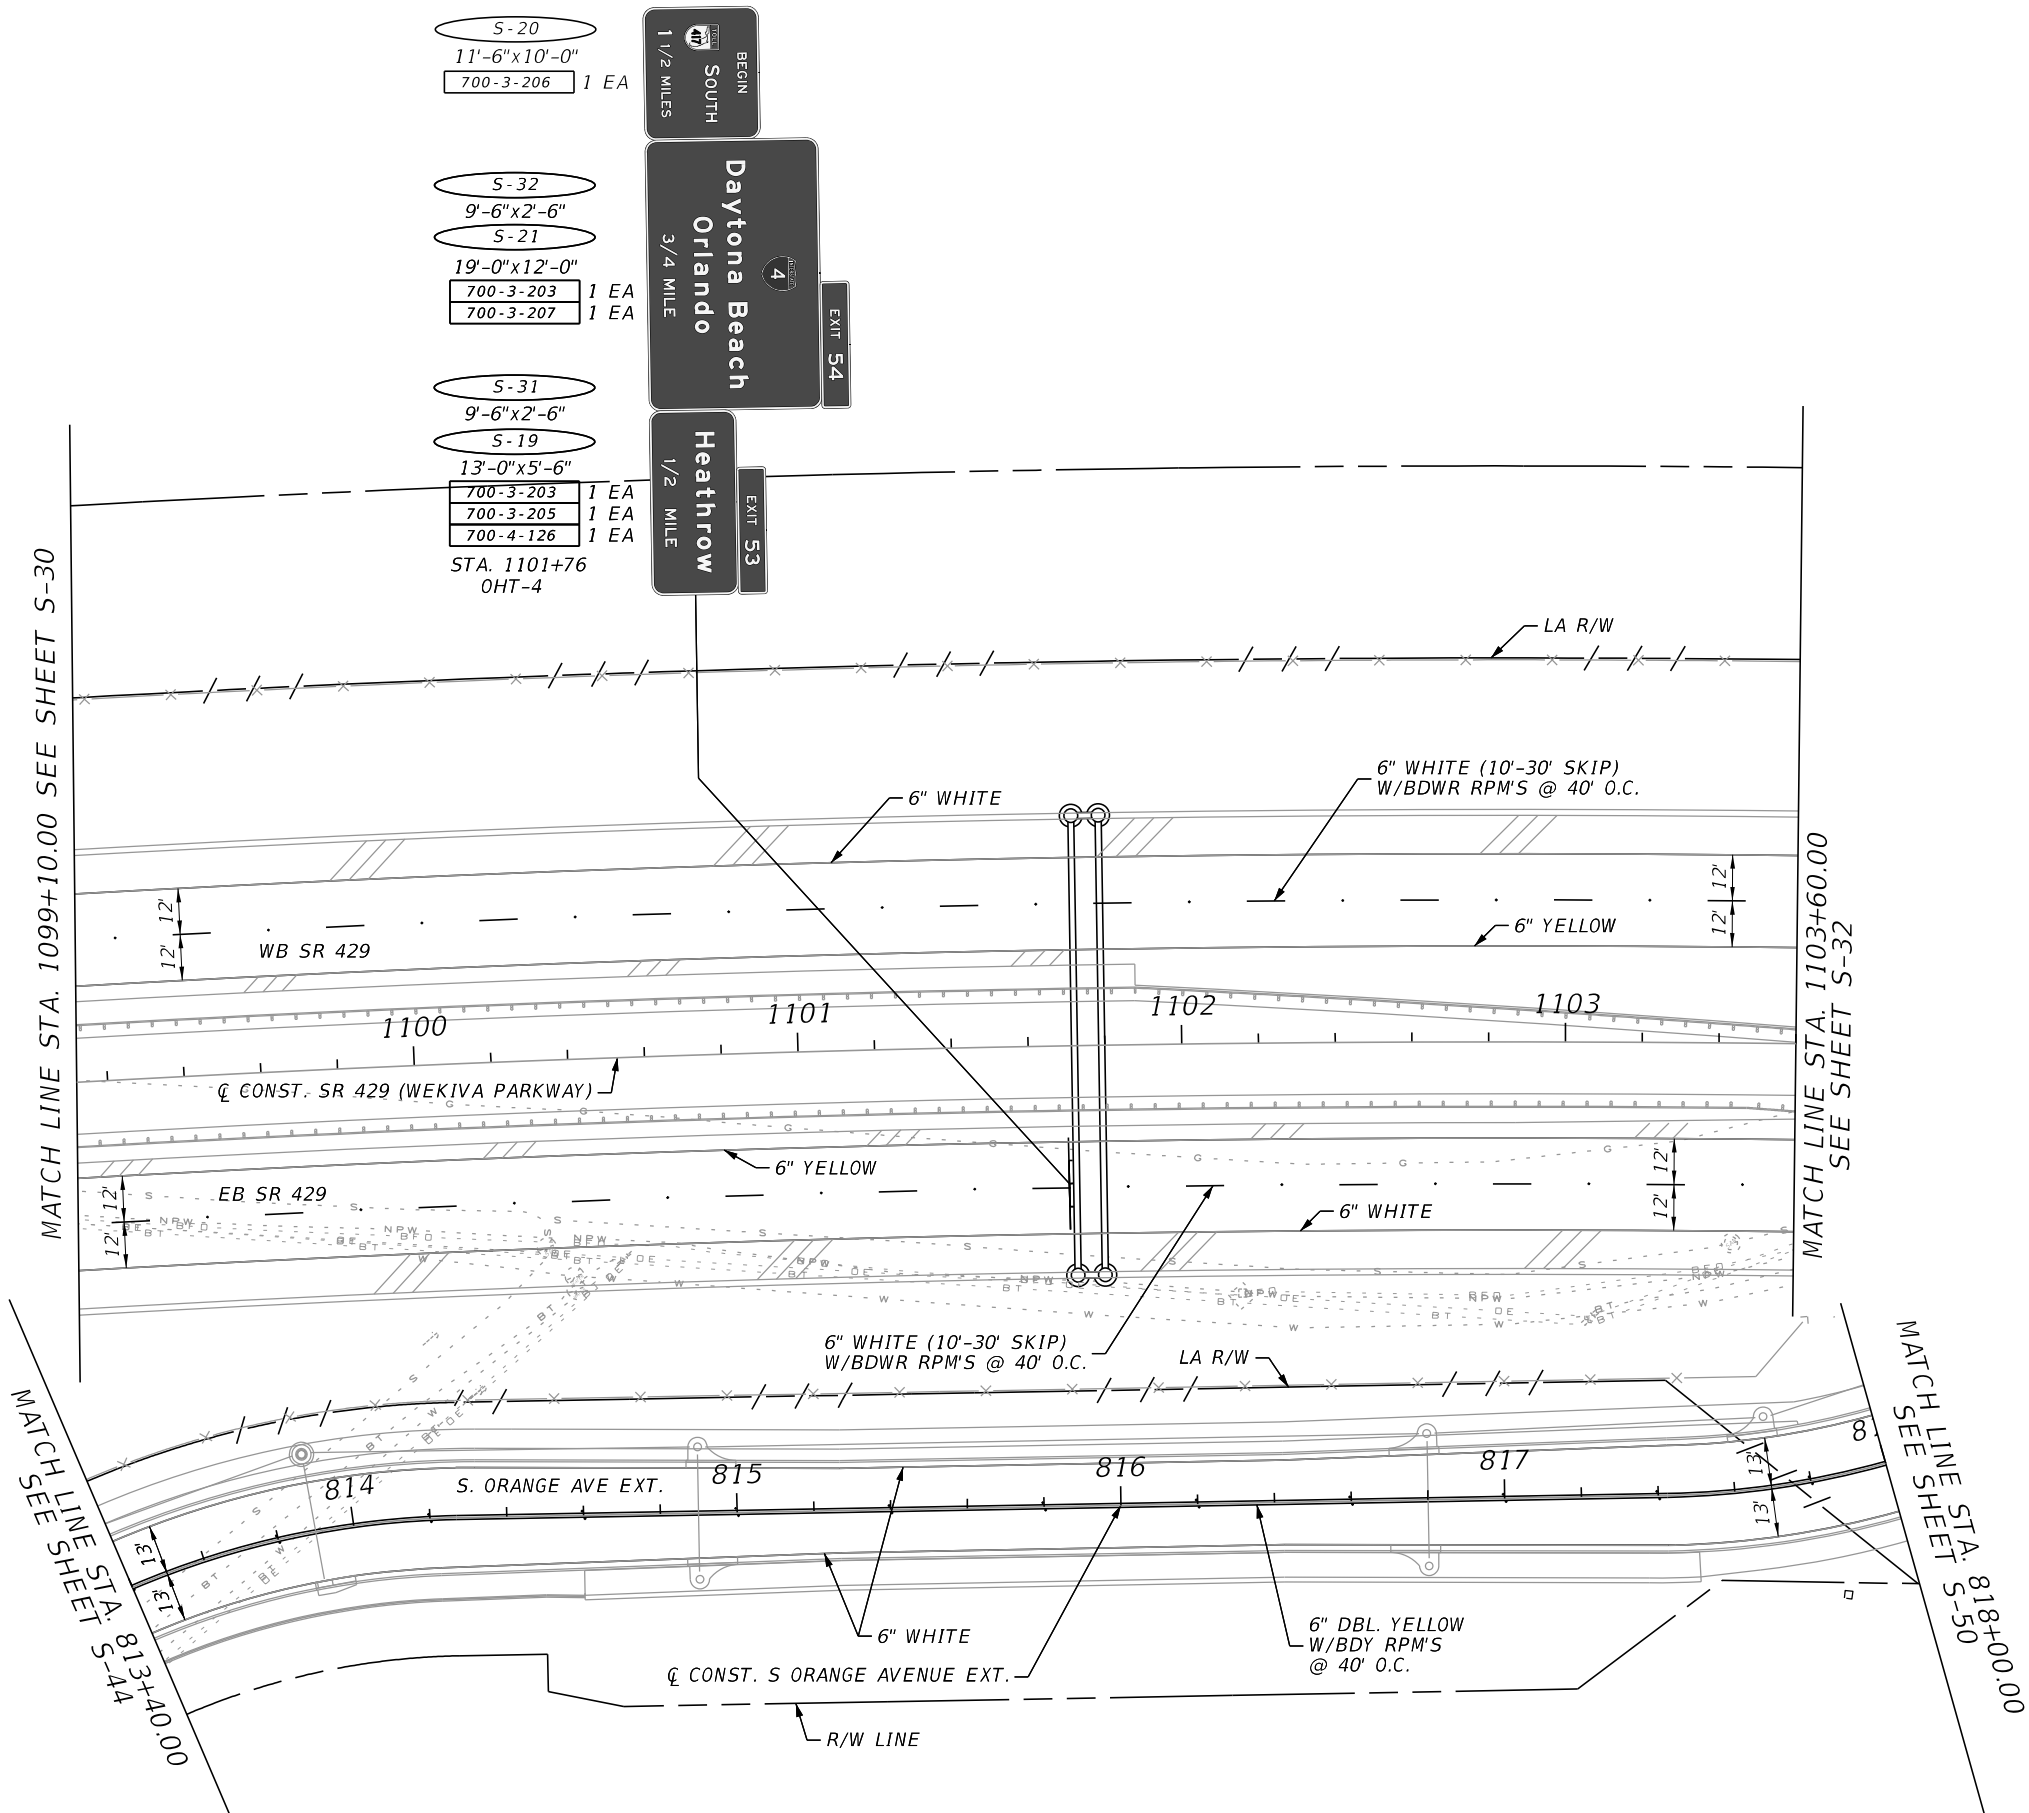 S-20
11'-6"x10'-0"
700-3-206 1 EA
BEGIN
TOLL
417
SOUTH
1 1/2 MILES
S-32
9'-6"x2'-6"
S-21
19'-0"x12'-0"
700-3-203 1 EA
700-3-207 1 EA
EXIT 54
INTERSTATE
4
Daytona Beach
Orlando
3/4 MILE
S-31
9'-6"x2'-6"
S-19
13'-0"x5'-6"
700-3-203 1 EA
700-3-205 1 EA
700-4-126 1 EA
STA. 1101+76
OHT-4
EXIT 53
Heathrow
1/2 MILE
MATCH LINE STA. 1099+10.00 SEE SHEET S-30
LA R/W
6" WHITE (10'-30' SKIP)
W/BDWR RPM'S @ 40' O.C.
6" WHITE
12'
12'
WB SR 429
6" YELLOW
12'
12'
MATCH LINE STA. 1103+60.00
SEE SHEET S-32
1100
1101
1102
1103
℄ CONST. SR 429 (WEKIVA PARKWAY)
6" YELLOW
EB SR 429
12'
12'
12'
12'
6" WHITE
6" WHITE (10'-30' SKIP)
W/BDWR RPM'S @ 40' O.C.
LA R/W
MATCH LINE STA. 813+40.00
SEE SHEET S-44
814
815
816
817
S. ORANGE AVE EXT.
13'
13'
13'
13'
6" WHITE
℄ CONST. S ORANGE AVENUE EXT.
6" DBL. YELLOW
W/BDY RPM'S
@ 40' O.C.
R/W LINE
MATCH LINE STA. 818+00.00
SEE SHEET S-50